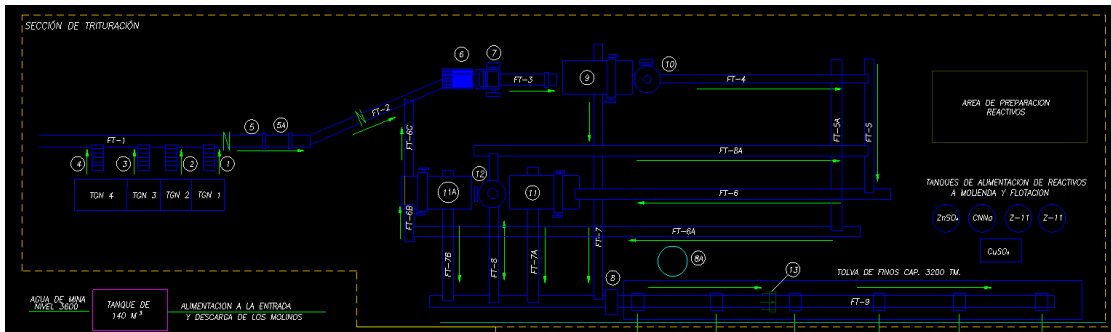 SECCIÓN DE TRITURACIÓN
6
7
9
10
FT-3
FT-4
FT-2
FT-1
5
5A
FT-6C
FT-5A
FT-5
AREA DE PREPARACION
REACTIVOS
4
3
2
1
FT-8A
TGN 4
TGN 3
TGN 2
TGN 1
11A
12
11
FT-6
TANQUES DE ALIMENTACION DE REACTIVOS
A MOLIENDA Y FLOTACIÓN
ZnSO₄
CNNa
Z-11
Z-11
FT-6B
FT-6A
FT-7
CuSO₄
FT-7B
FT-8
FT-7A
8A
8
13
TOLVA DE FINOS CAP. 3200 TM.
FT-9
AGUA DE MINA
NIVEL 3600
TANQUE DE
140 M³
ALIMENTACION A LA ENTRADA
Y DESCARGA DE LOS MOLINOS